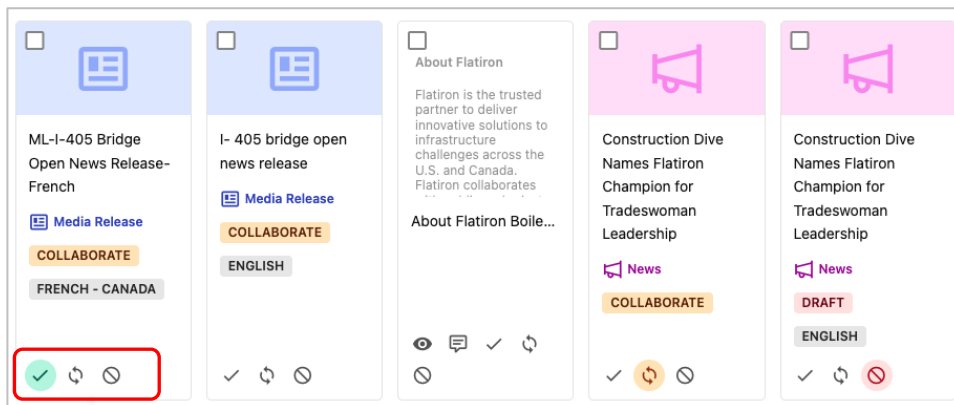 ML-I-405 Bridge
Open News Release-
French
Media Release
COLLABORATE
FRENCH - CANADA
I- 405 bridge open
news release
Media Release
COLLABORATE
ENGLISH
About Flatiron
Flatiron is the trusted
partner to deliver
innovative solutions to
infrastructure
challenges across the
U.S. and Canada.
Flatiron collaborates
About Flatiron Boile...
Construction Dive
Names Flatiron
Champion for
Tradeswoman
Leadership
News
COLLABORATE
Construction Dive
Names Flatiron
Champion for
Tradeswoman
Leadership
News
DRAFT
ENGLISH